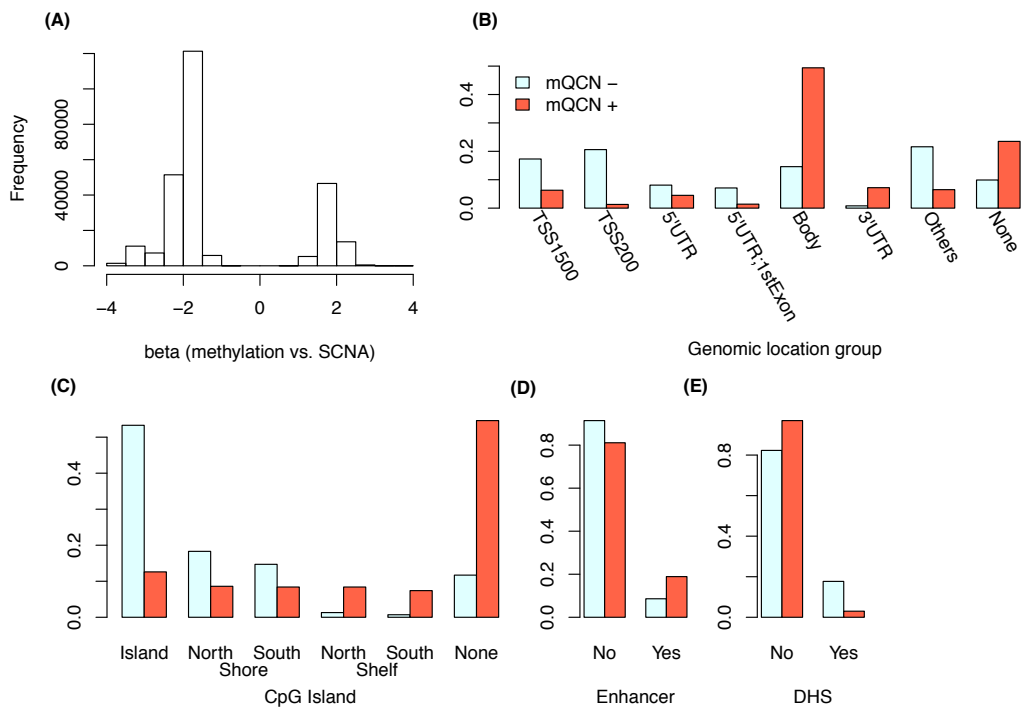 (A)
Frequency
0
40000
80000
−4
−2
0
2
4
beta (methylation vs. SCNA)
(B)
0.0
0.2
0.4
mQCN −
mQCN +
TSS1500
TSS200
5'UTR
5'UTR;1stExon
Body
3'UTR
Others
None
Genomic location group
(C)
0.0
0.2
0.4
Island
North
South
North
South
None
Shore
Shelf
CpG Island
(D)
0.0
0.2
0.4
0.6
0.8
No
Yes
Enhancer
(E)
0.0
0.4
0.8
No
Yes
DHS